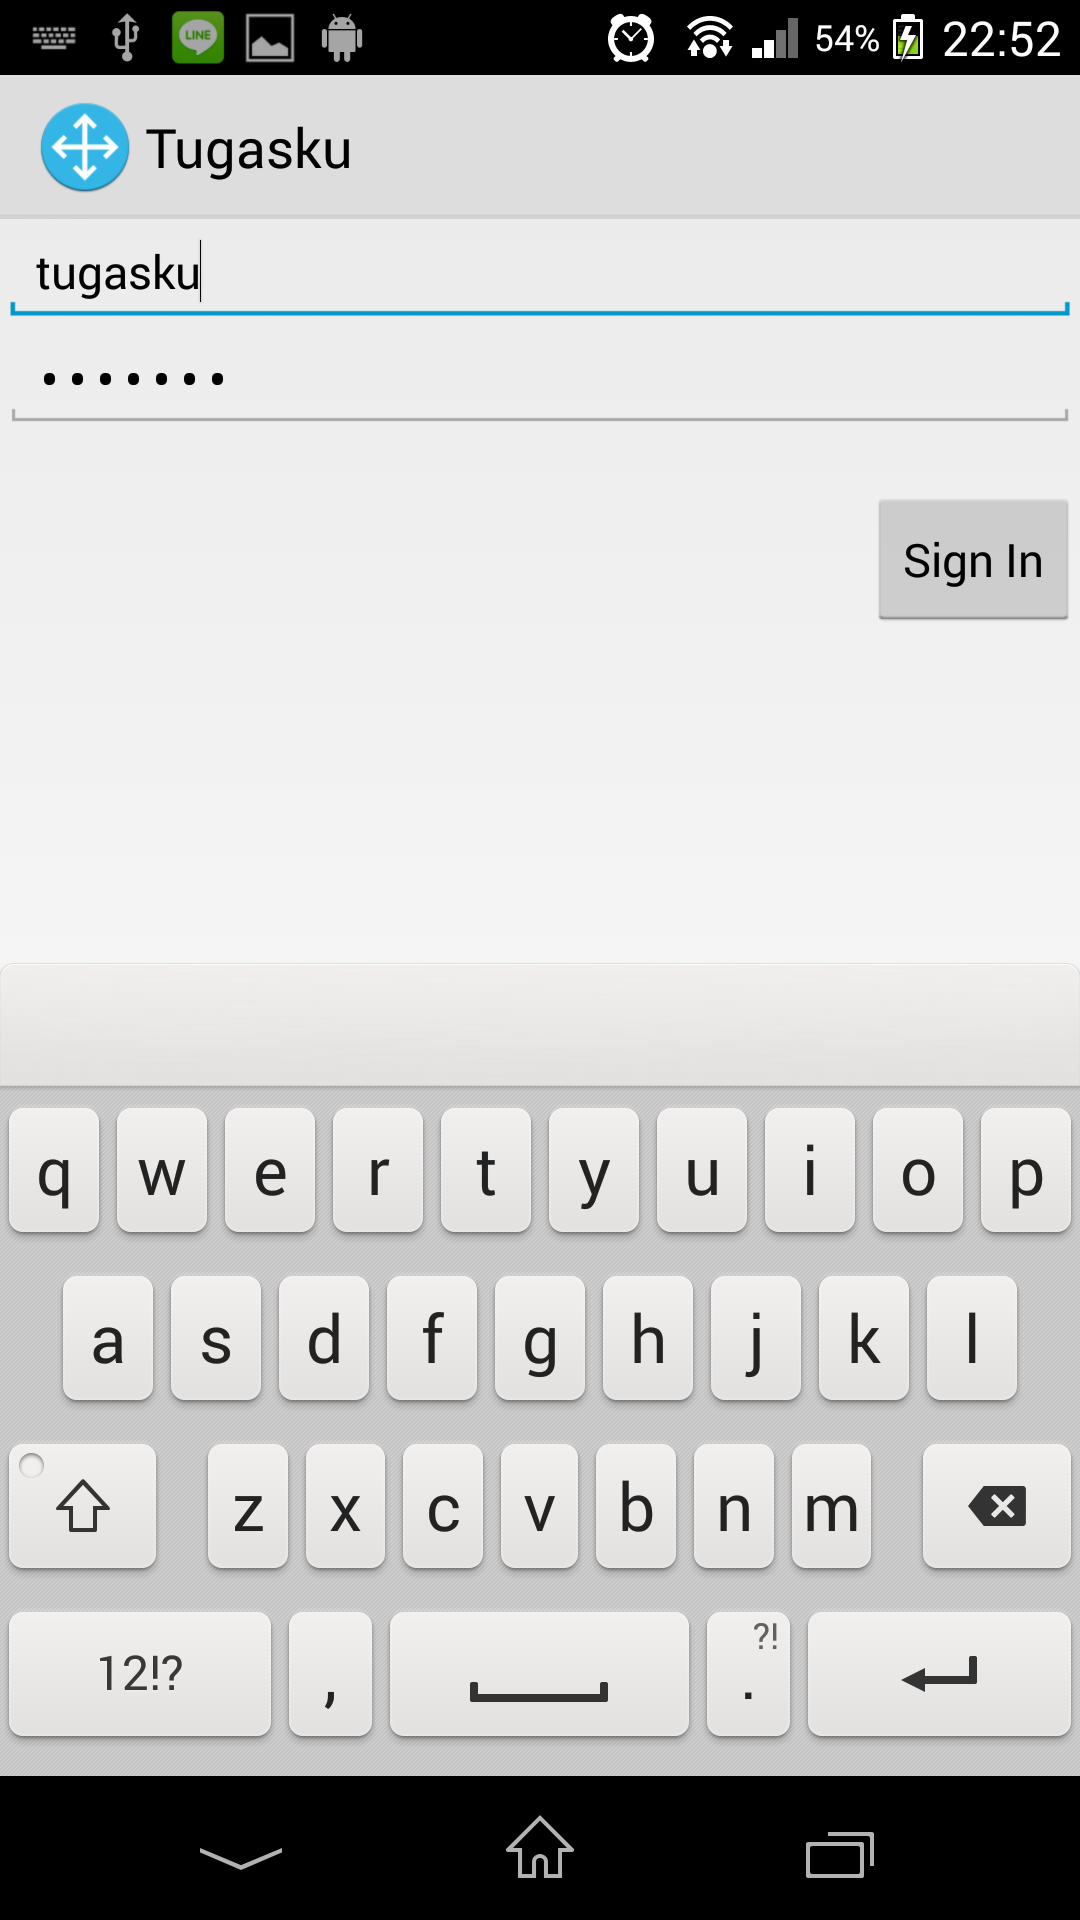 LINE 54% 22:52
Tugasku
tugasku
•••••••
Sign In
q w e r t y u i o p
a s d f g h j k l
z x c v b n m
12!? , . ?!